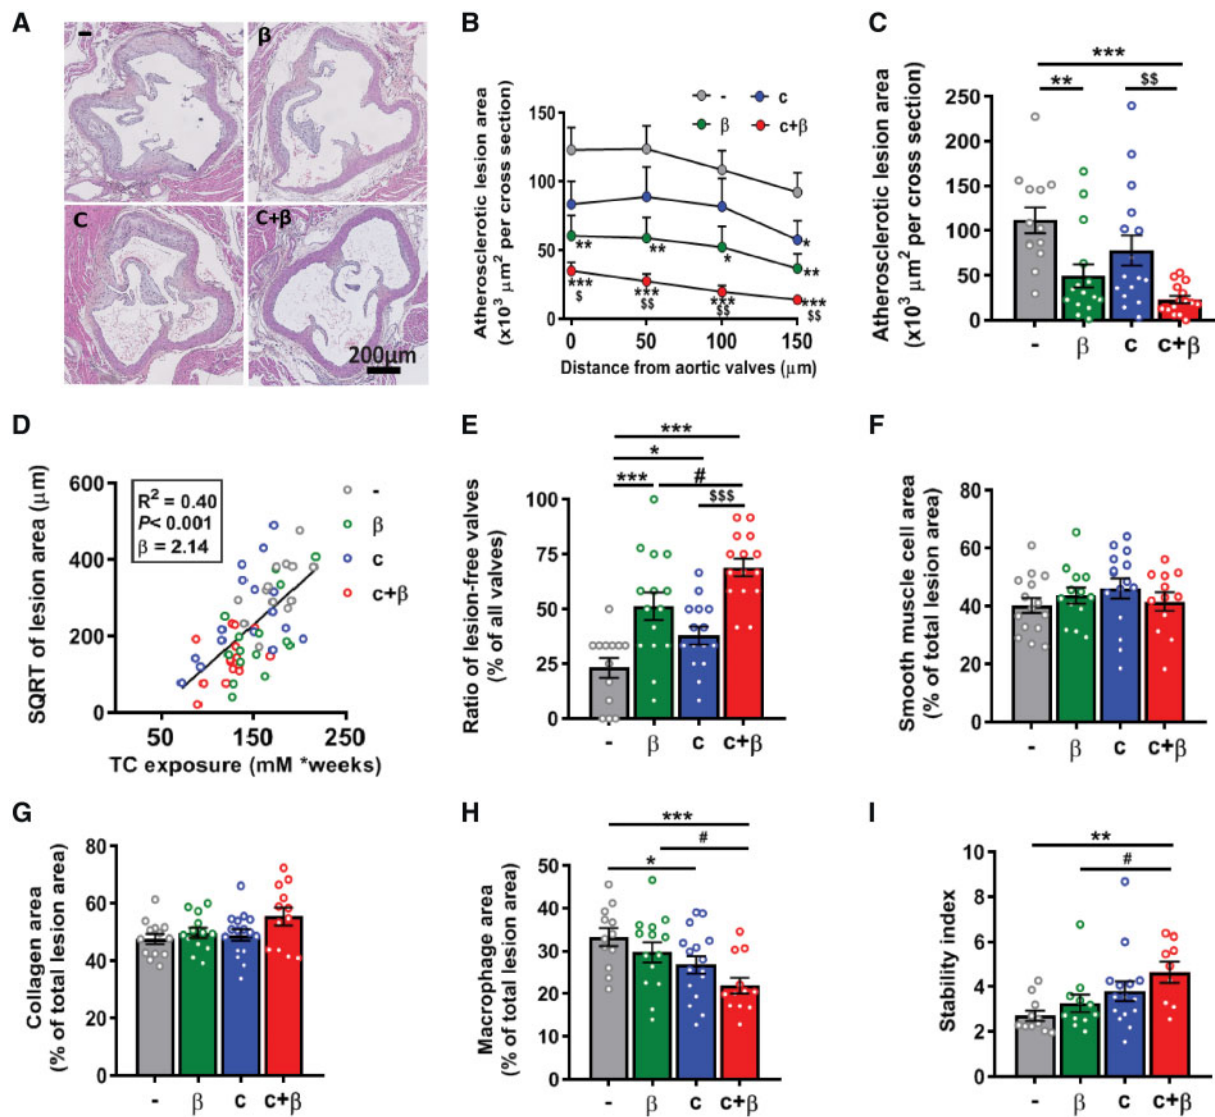 A
-
β
C
C+β
200μm
B
Atherosclerotic lesion area
(x10³ μm² per cross section)
150
100
50
0
- c
β c+β
** ** * **
*
*** *** *** ***
$ $$ $$ $$
0 50 100 150
Distance from aortic valves (μm)
C
Atherosclerotic lesion area
(x10³ μm² per cross section)
250
200
150
100
50
0
***
** $$
- β c c+β
D
SQRT of lesion area (μm)
600
400
200
0
R² = 0.40
P< 0.001
β = 2.14
-
β
c
c+β
50 150 250
TC exposure (mM *weeks)
E
Ratio of lesion-free valves
(% of all valves)
100
75
50
25
0
***
*
*** #
$$$
- β c c+β
F
Smooth muscle cell area
(% of total lesion area)
80
60
40
20
0
- β c c+β
G
Collagen area
(% of total lesion area)
80
60
40
20
0
- β c c+β
H
Macrophage area
(% of total lesion area)
50
40
30
20
10
0
***
#
*
- β c c+β
I
Stability index
10
8
6
4
2
0
**
#
- β c c+β